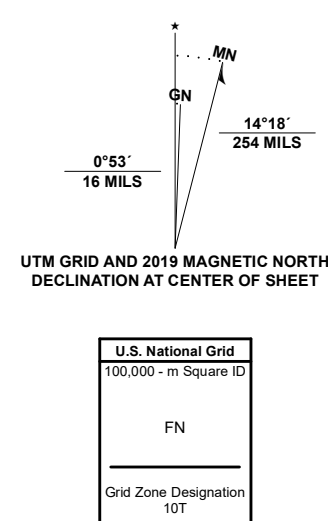 ★
MN
GN
14°18´
254 MILS
0°53´
16 MILS
UTM GRID AND 2019 MAGNETIC NORTH
DECLINATION AT CENTER OF SHEET
U.S. National Grid
100,000 - m Square ID
FN
Grid Zone Designation
10T